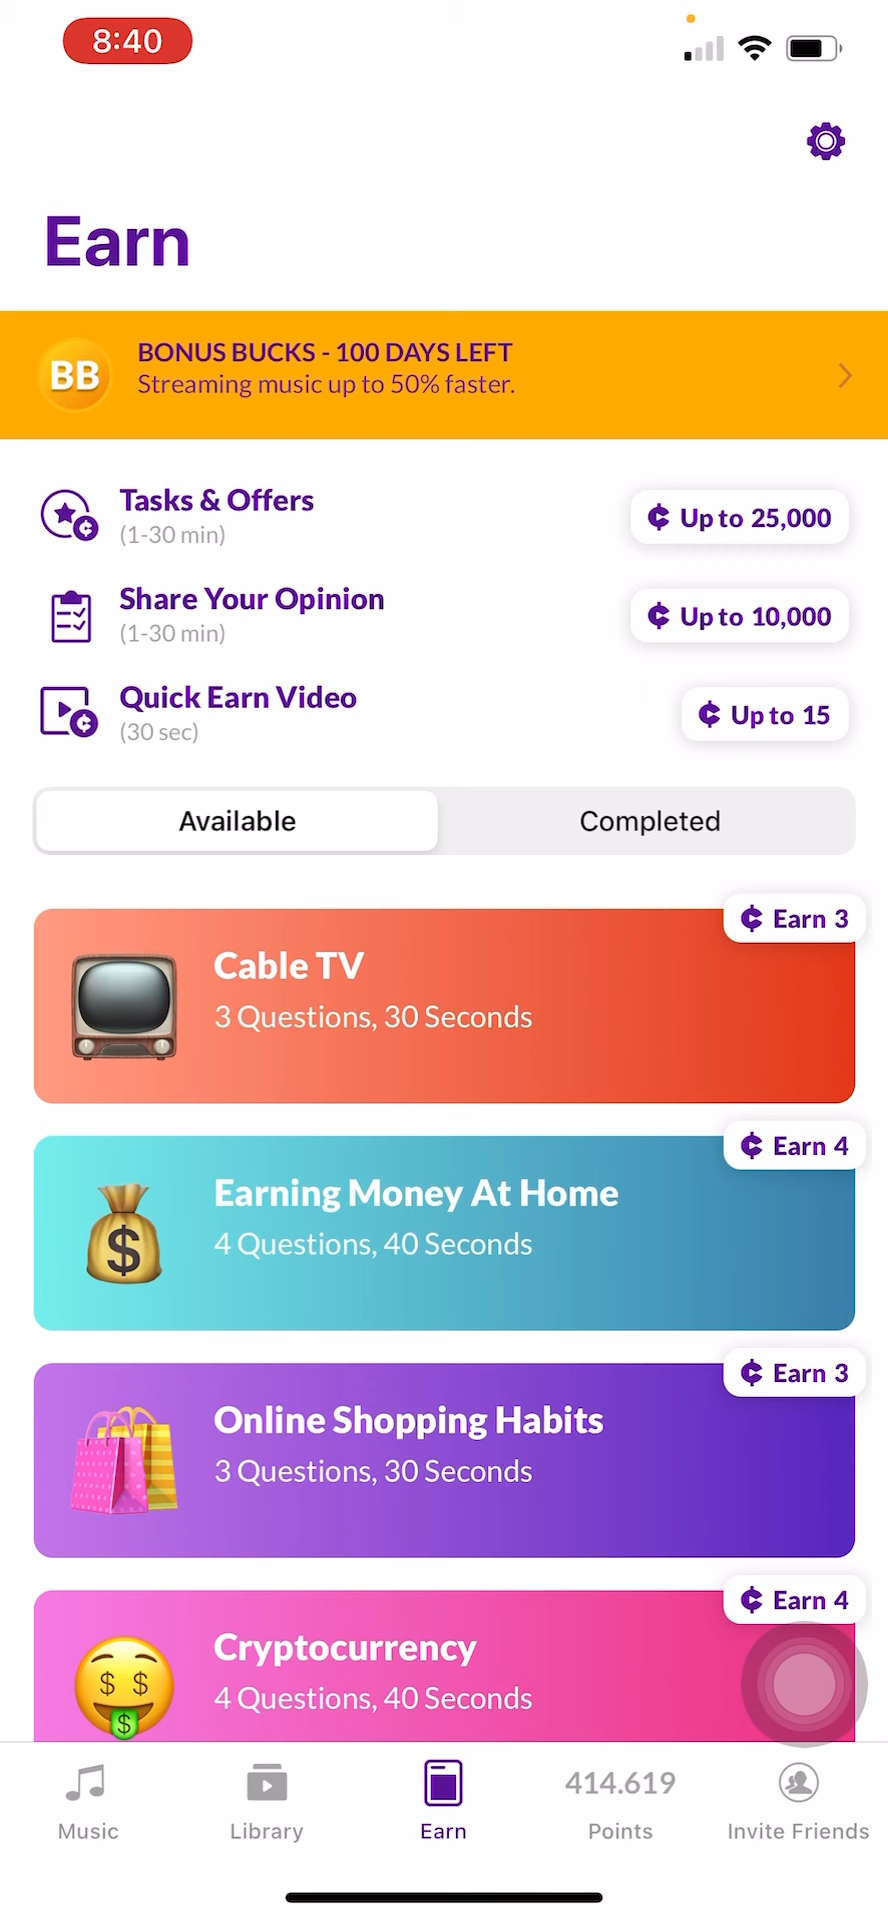 8:40
Earn
BB
BONUS BUCKS - 100 DAYS LEFT
Streaming music up to 50% faster.
Tasks & Offers
(1-30 min)
Up to 25,000
Share Your Opinion
(1-30 min)
Up to 10,000
Quick Earn Video
(30 sec)
Up to 15
Available
Completed
Earn 3
Cable TV
3 Questions, 30 Seconds
Earn 4
Earning Money At Home
4 Questions, 40 Seconds
Earn 3
Online Shopping Habits
3 Questions, 30 Seconds
Earn 4
Cryptocurrency
4 Questions, 40 Seconds
414.619
Music
Library
Earn
Points
Invite Friends